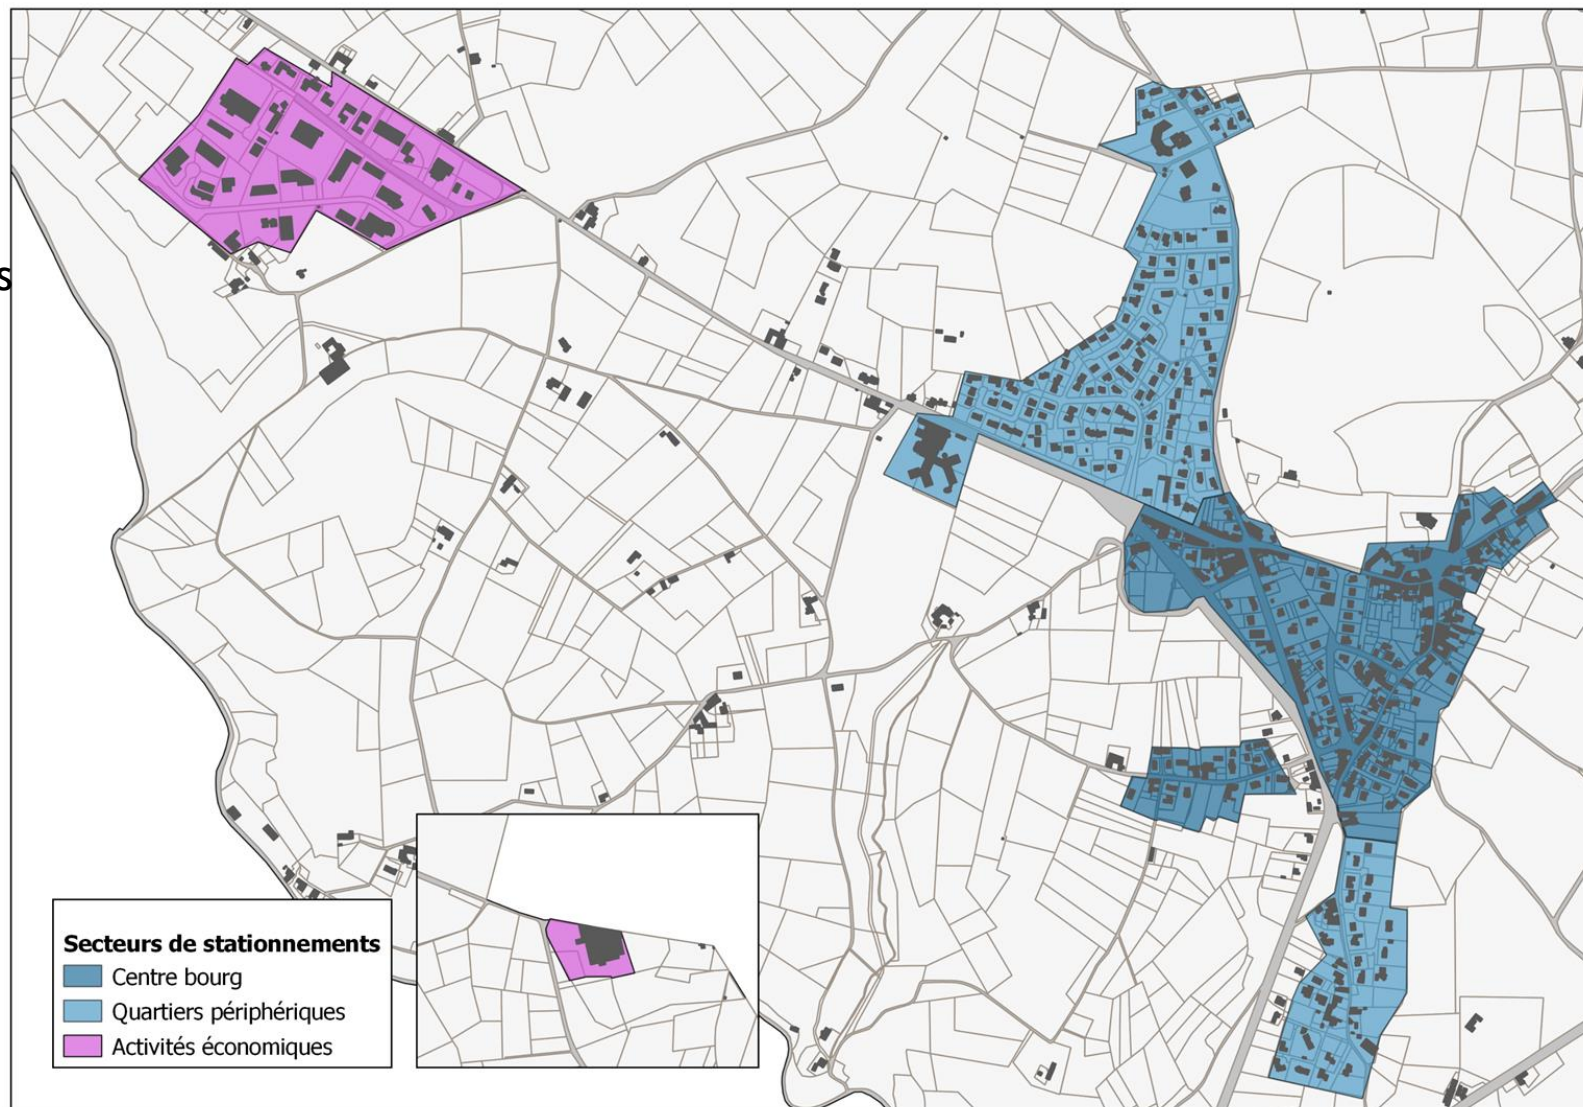 s
Secteurs de stationnements
Centre bourg
Quartiers périphériques
Activités économiques